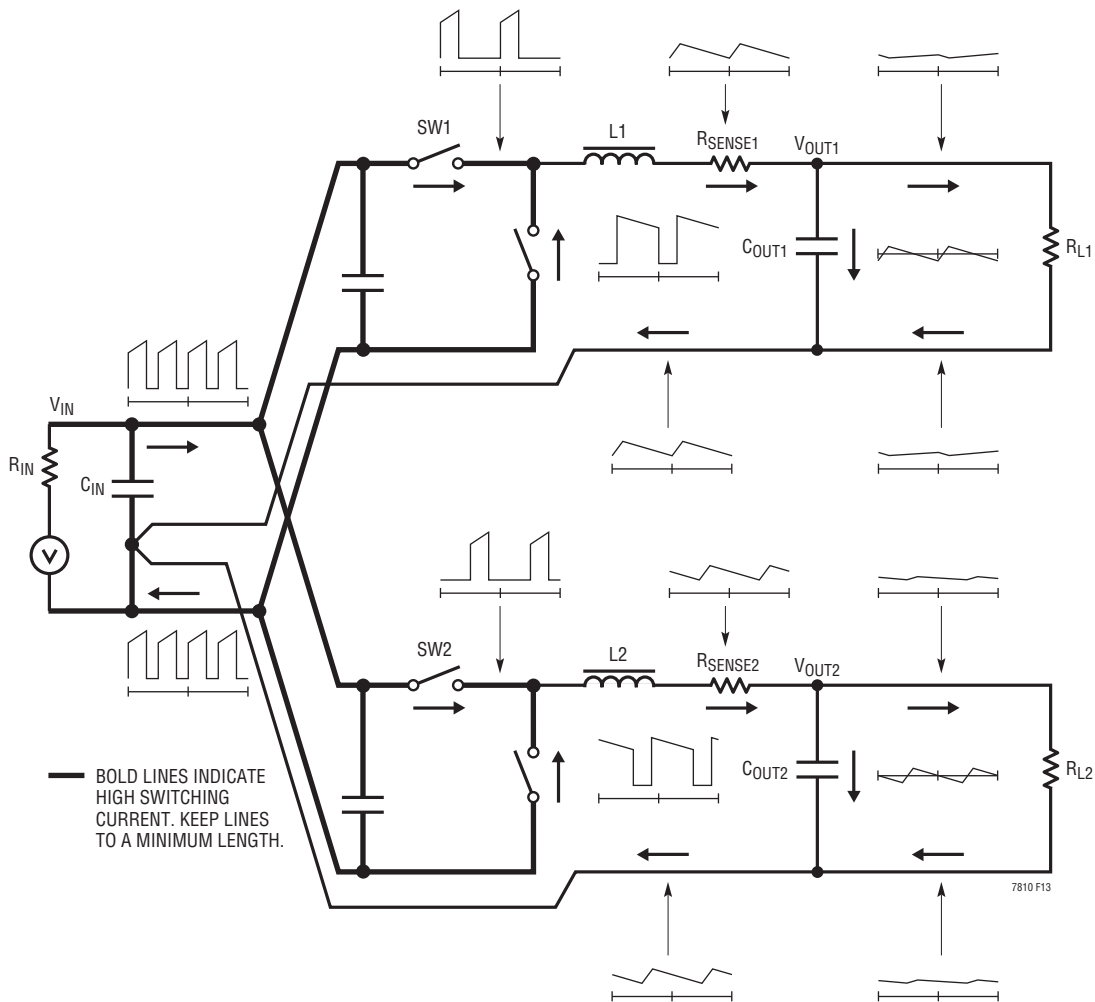 SW1
L1
RSENSE1
VOUT1
COUT1
RL1
VIN
RIN
CIN
V
SW2
L2
RSENSE2
VOUT2
COUT2
RL2
BOLD LINES INDICATE
HIGH SWITCHING
CURRENT. KEEP LINES
TO A MINIMUM LENGTH.
7810 F13